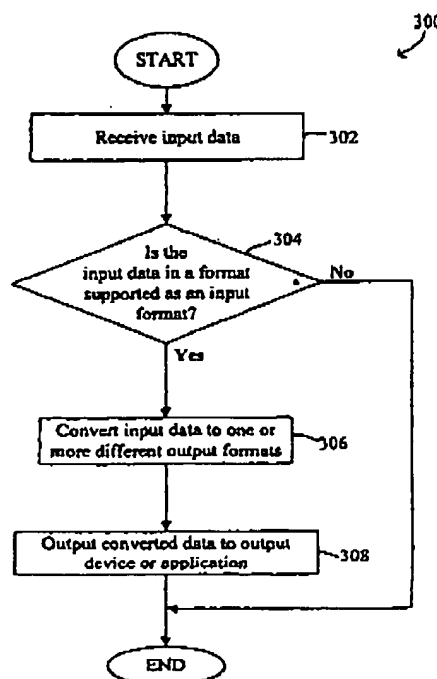 300
START
Receive input data
302
304
Is the
input data in a format
supported as an input
format?
No
Yes
Convert input data to one or
more different output formats
306
Output converted data to output
device or application
308
END